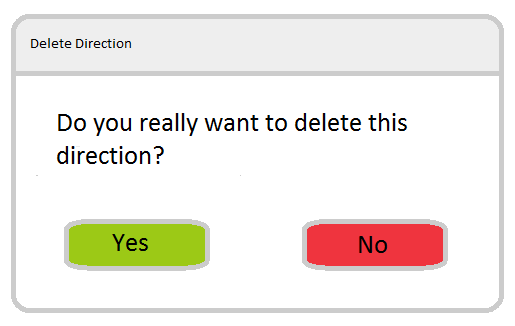 Delete Direction
Do you really want to delete this
direction?
Yes
No